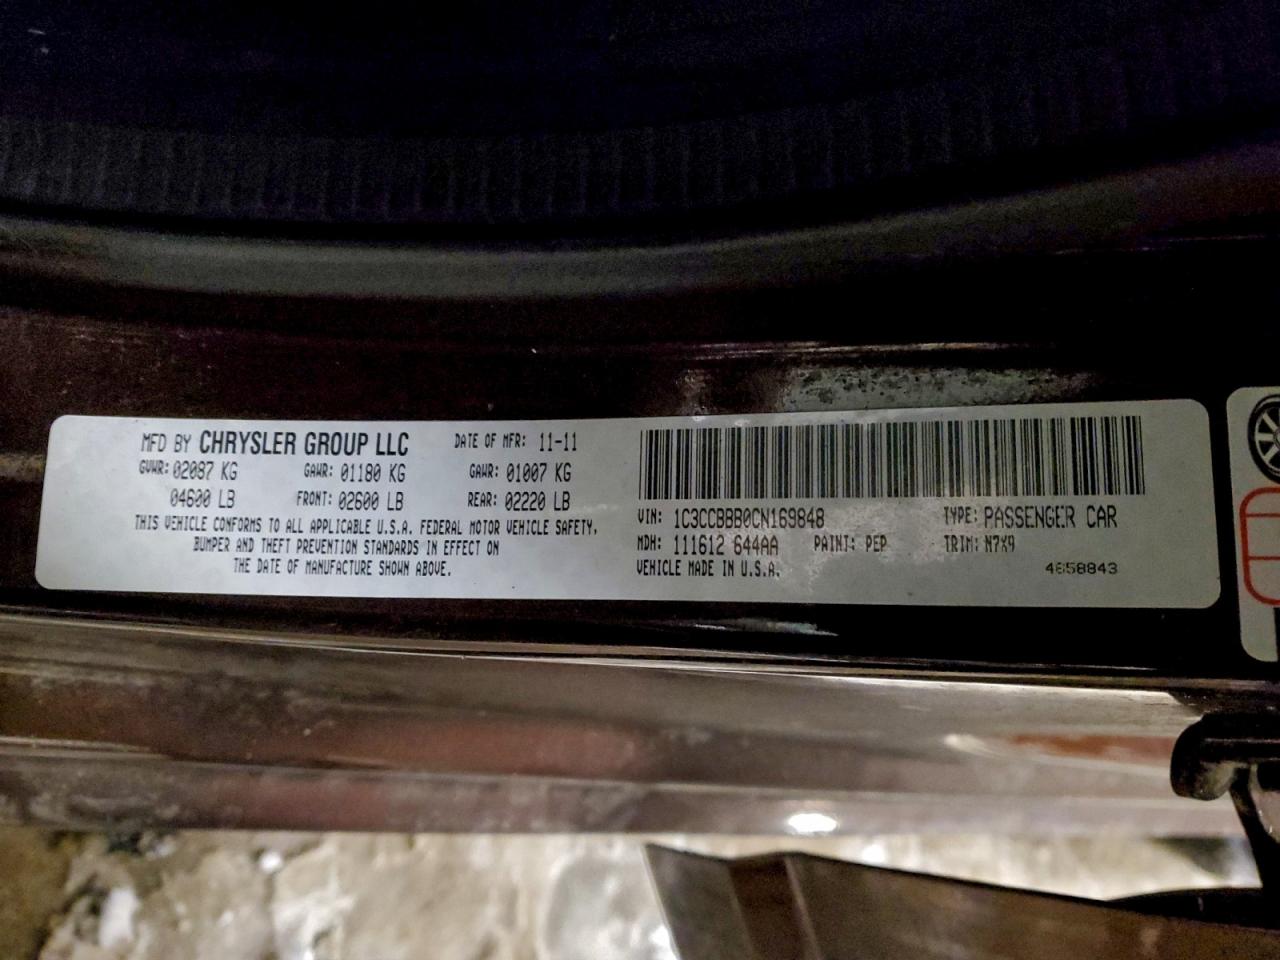 MFD BY CHRYSLER GROUP LLC DATE OF MFR: 11-11
GVWR: 02087 KG GAWR: 01180 KG GAWR: 01007 KG
04600 LB FRONT: 02600 LB REAR: 02220 LB
THIS VEHICLE CONFORMS TO ALL APPLICABLE U.S.A. FEDERAL MOTOR VEHICLE SAFETY,
BUMPER AND THEFT PREVENTION STANDARDS IN EFFECT ON
THE DATE OF MANUFACTURE SHOWN ABOVE.
VIN: 1C3CCBBB0CN169848 TYPE: PASSENGER CAR
MDH: 111612 644AA PAINT: PEP TRIM: N7X9
VEHICLE MADE IN U.S.A. 4658843